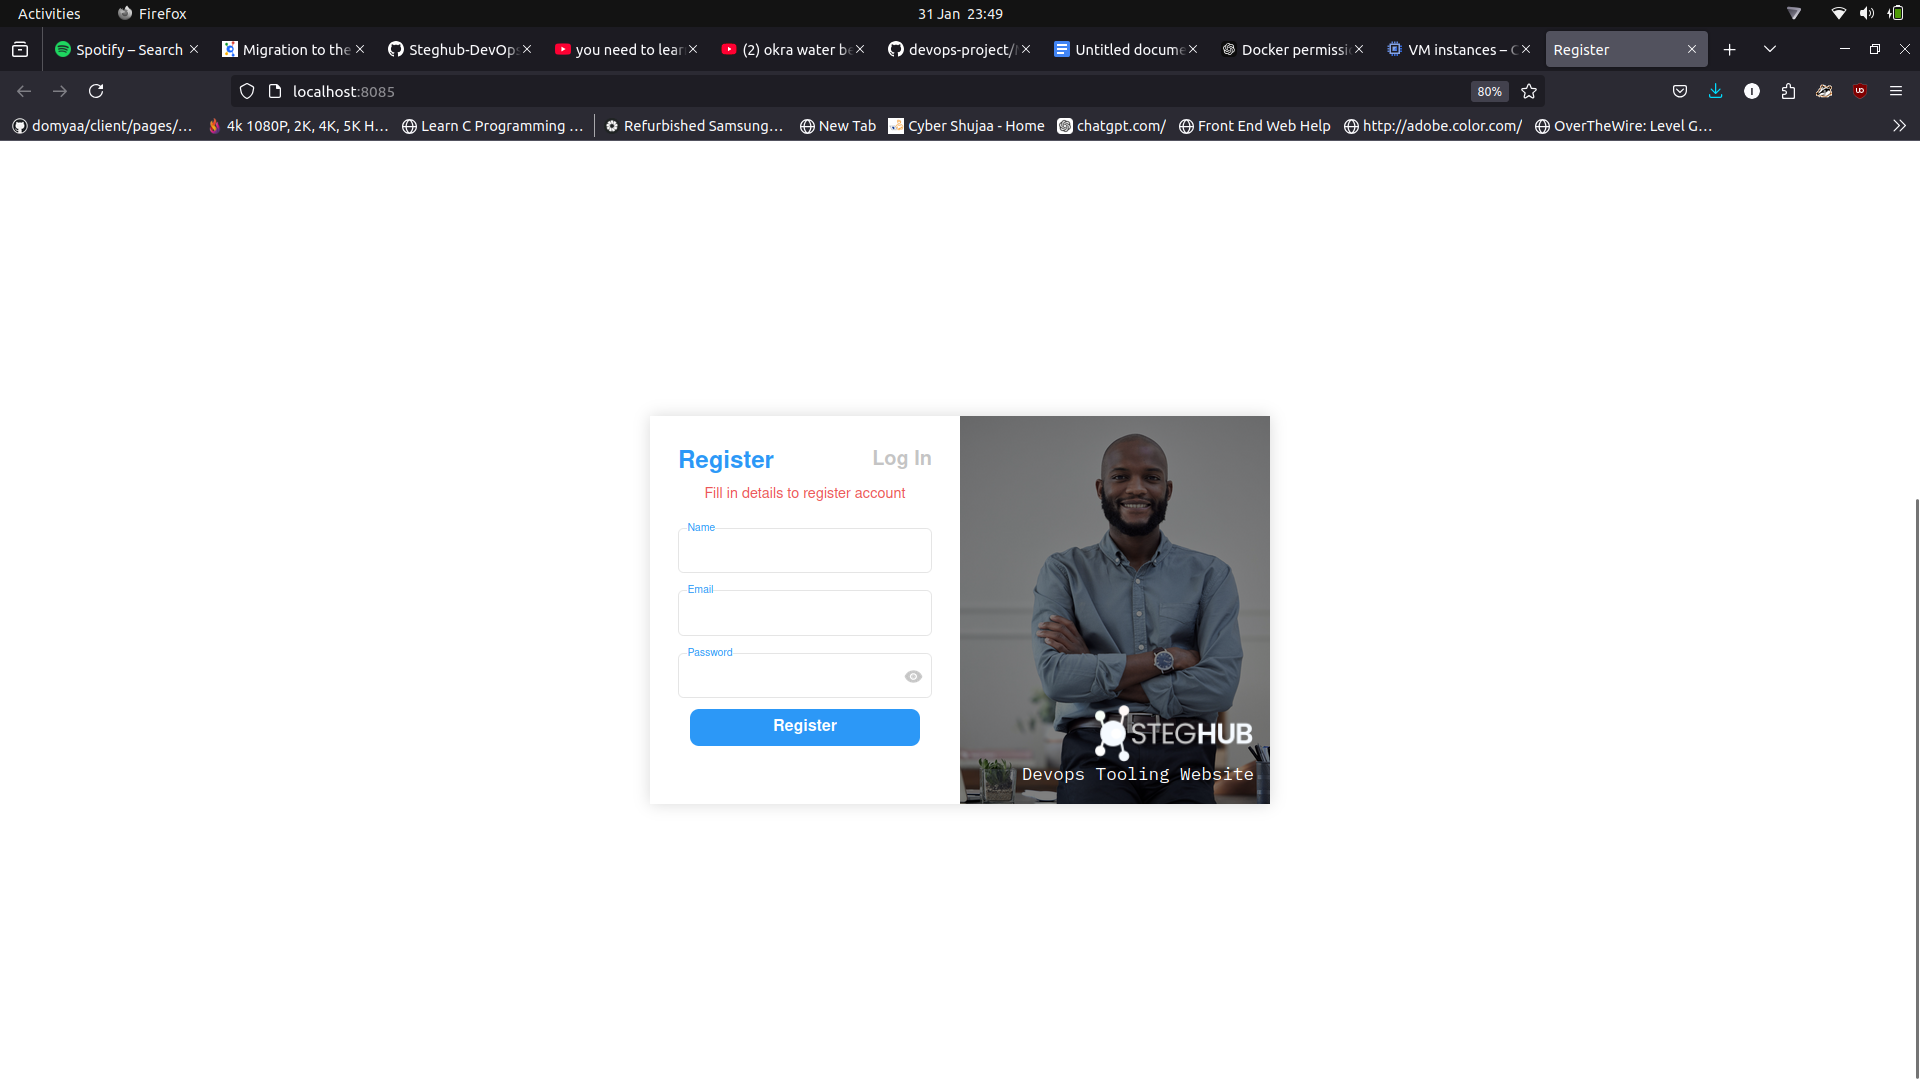 Activities Firefox 31 Jan 23:49
Spotify – Search Migration to the Steghub-DevOps you need to lear (2) okra water be devops-project/ Untitled docume Docker permissi VM instances – C Register
localhost:8085 80%
domyaa/client/pages/... 4k 1080P, 2K, 4K, 5K H... Learn C Programming ... Refurbished Samsung... New Tab Cyber Shujaa - Home chatgpt.com/ Front End Web Help http://adobe.color.com/ OverTheWire: Level G...
Register Log In
Fill in details to register account
Name
Email
Password
Register
STEGHUB
Devops Tooling Website